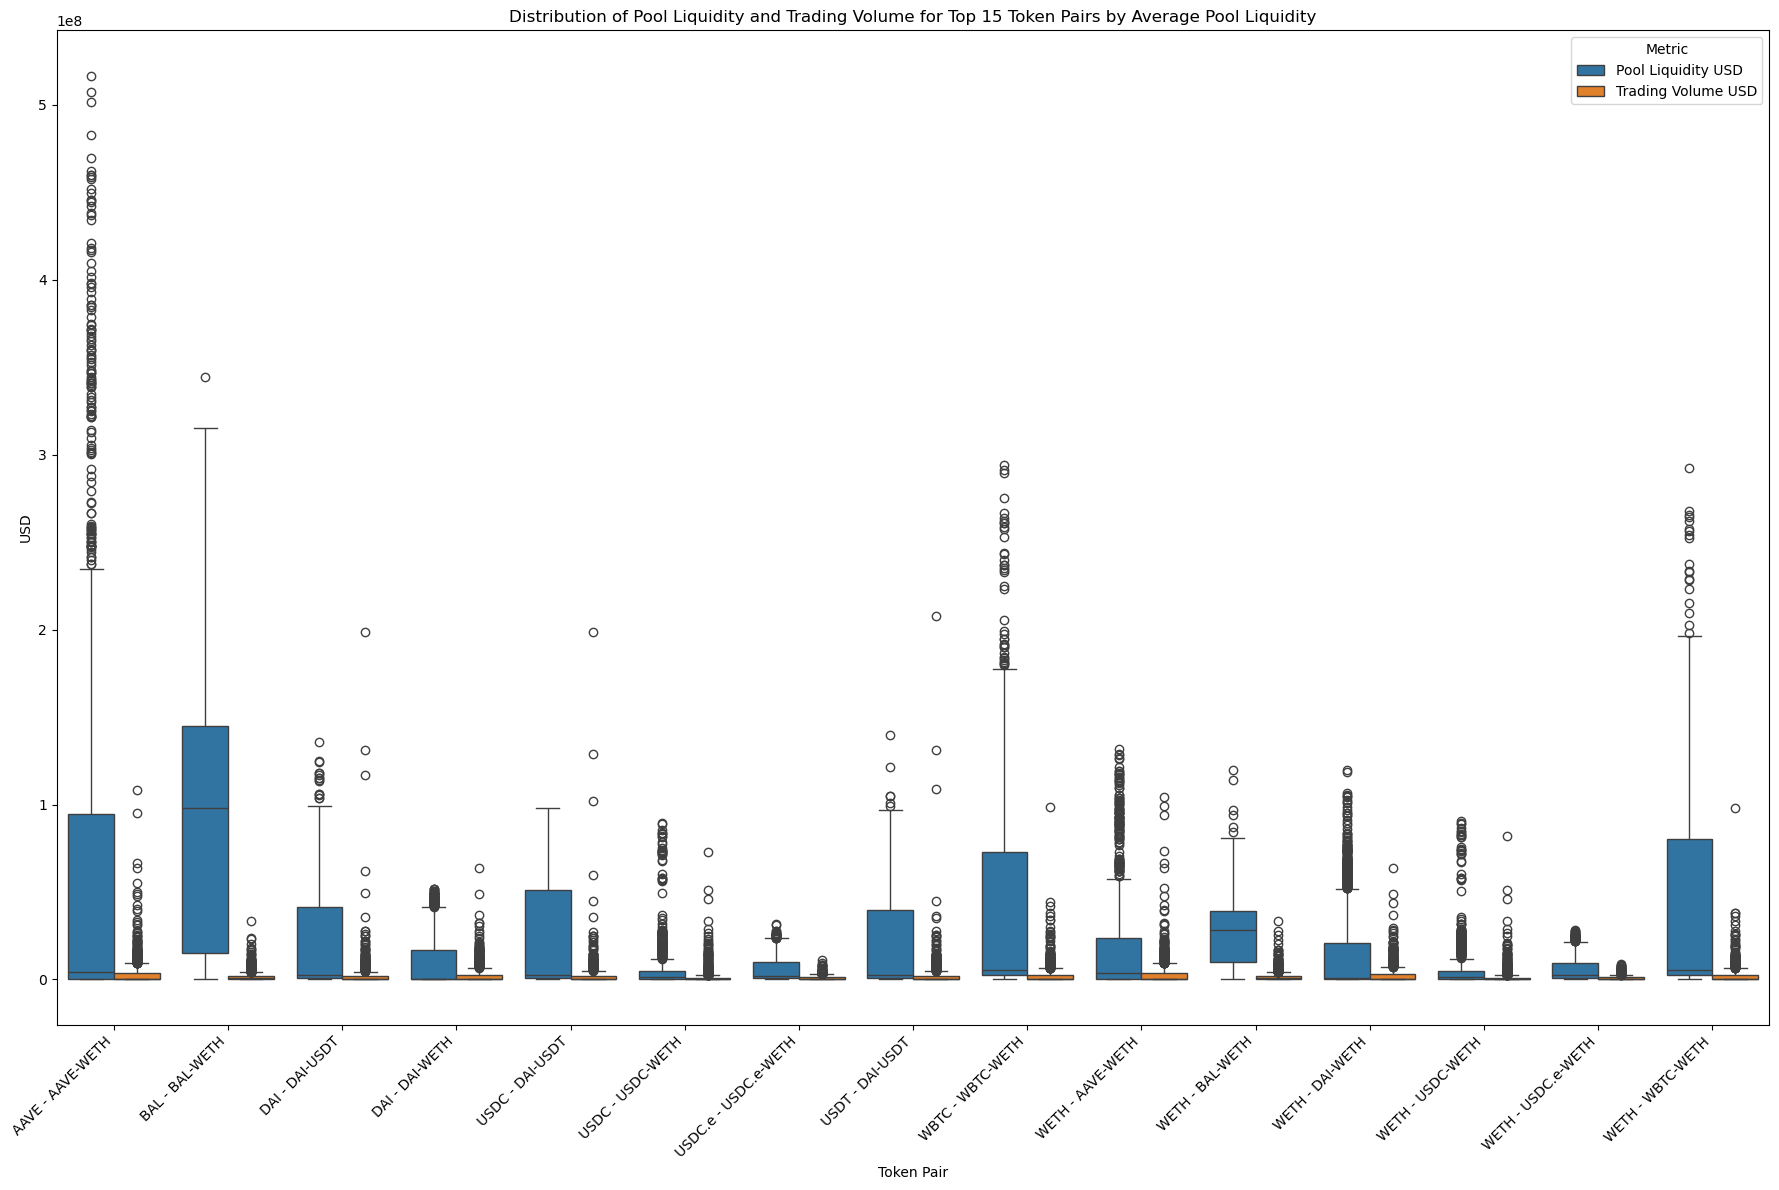 Distribution of Pool Liquidity and Trading Volume for Top 15 Token Pairs by Average Pool Liquidity
1e8
Metric
Pool Liquidity USD
Trading Volume USD
5
4
3
2
1
0
USD
AAVE - AAVE-WETH
BAL - BAL-WETH
DAI - DAI-USDT
DAI - DAI-WETH
USDC - DAI-USDT
USDC - USDC-WETH
USDC.e - USDC.e-WETH
USDT - DAI-USDT
WBTC - WBTC-WETH
WETH - AAVE-WETH
WETH - BAL-WETH
WETH - DAI-WETH
WETH - USDC-WETH
WETH - USDC.e-WETH
WETH - WBTC-WETH
Token Pair